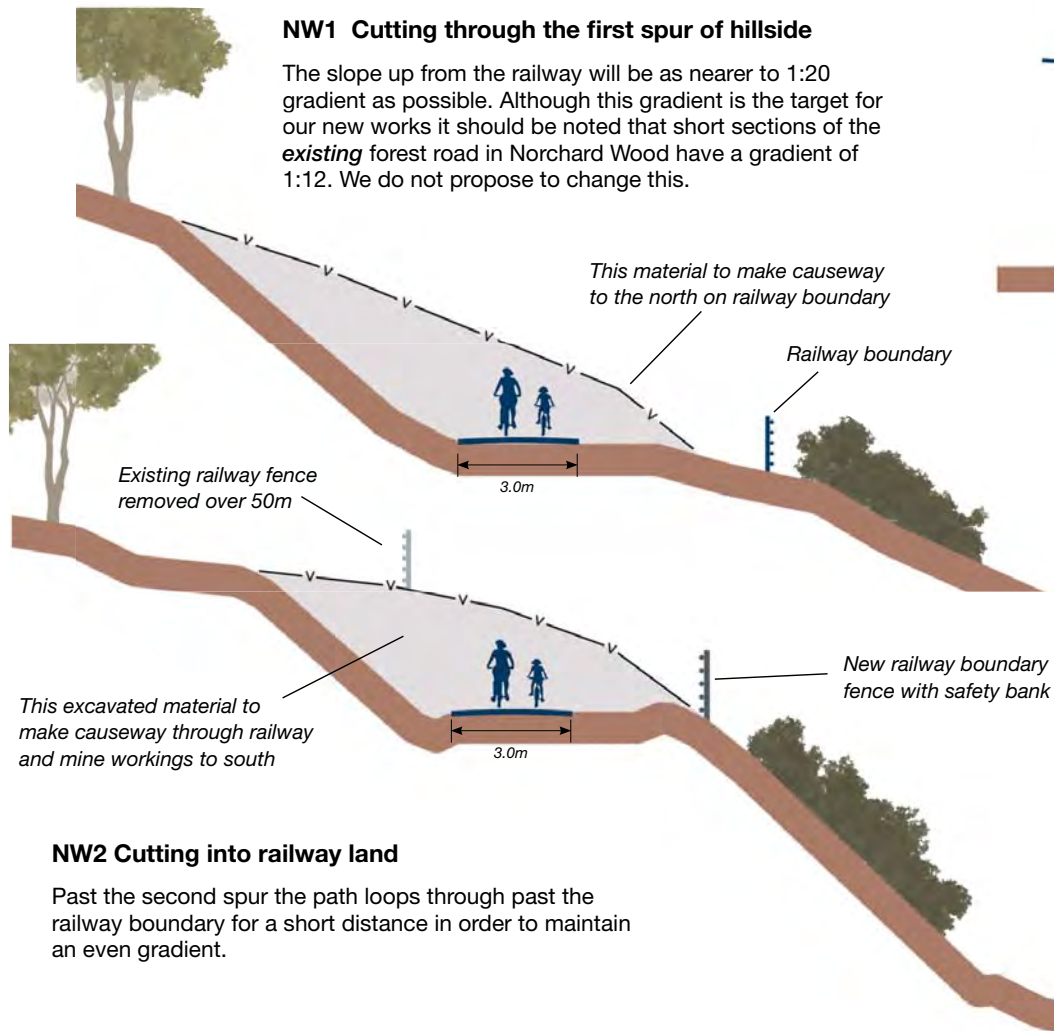 NW1 Cutting through the first spur of hillside
The slope up from the railway will be as nearer to 1:20
gradient as possible. Although this gradient is the target for
our new works it should be noted that short sections of the
existing forest road in Norchard Wood have a gradient of
1:12. We do not propose to change this.
This material to make causeway
to the north on railway boundary
Railway boundary
3.0m
Existing railway fence
removed over 50m
New railway boundary
fence with safety bank
This excavated material to
make causeway through railway
and mine workings to south
3.0m
NW2 Cutting into railway land
Past the second spur the path loops through past the
railway boundary for a short distance in order to maintain
an even gradient.